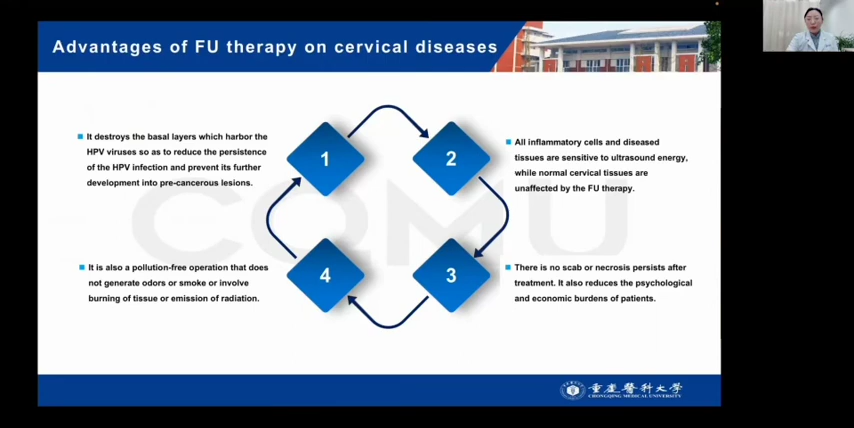 Advantages of FU therapy on cervical diseases
It destroys the basal layers which harbor the
HPV viruses so as to reduce the persistence
of the HPV infection and prevent its further
development into pre-cancerous lesions.
1
2
All inflammatory cells and diseased
tissues are sensitive to ultrasound energy,
while normal cervical tissues are
unaffected by the FU therapy.
CQMU
It is also a pollution-free operation that does
not generate odors or smoke or involve
burning of tissue or emission of radiation.
4
3
There is no scab or necrosis persists after
treatment. It also reduces the psychological
and economic burdens of patients.
重慶醫科大學
CHONGQING MEDICAL UNIVERSITY